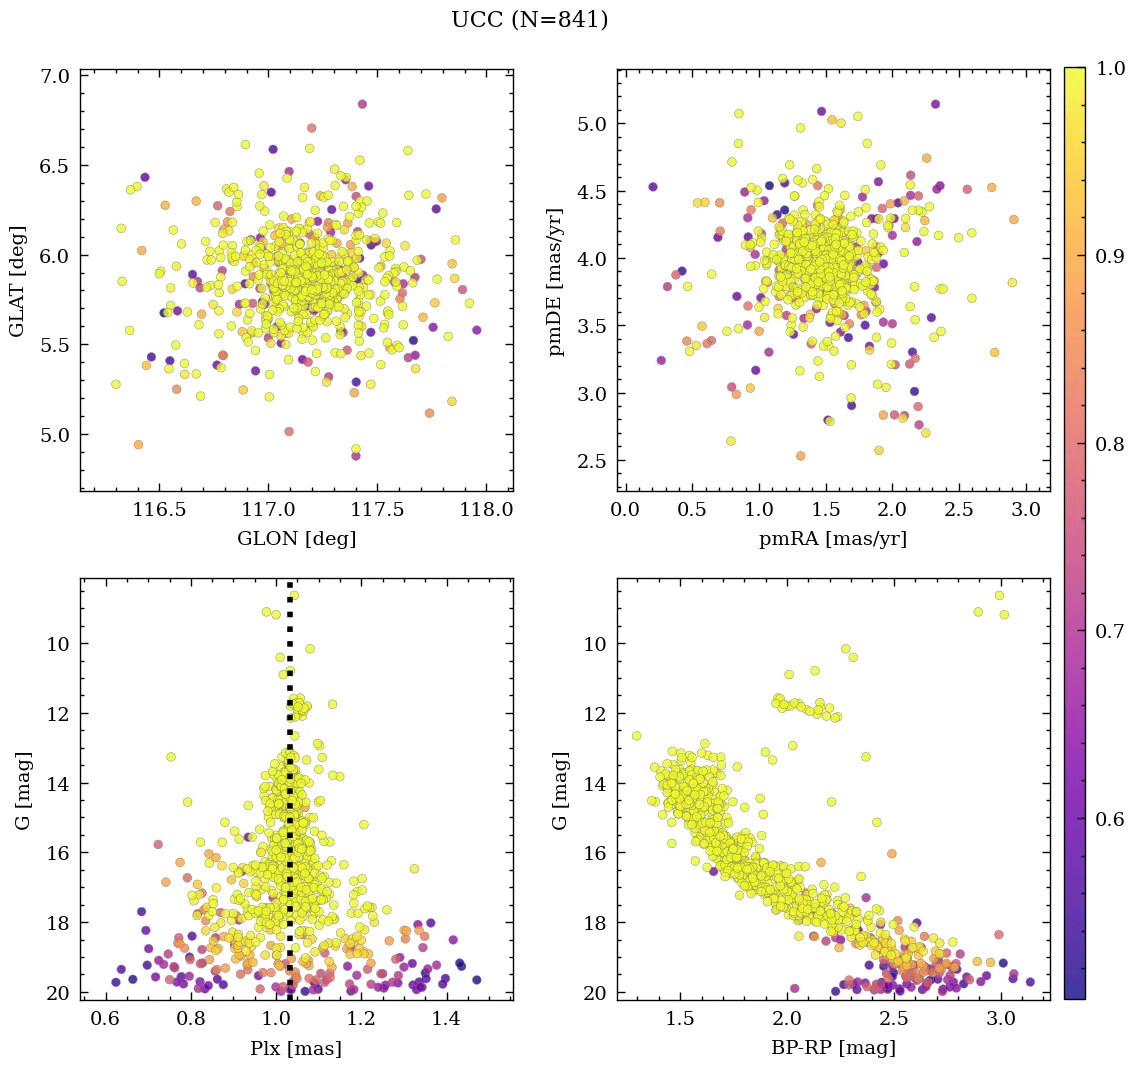 UCC (N=841)
7.0
6.5
6.0
5.5
5.0
GLAT [deg]
116.5 117.0 117.5 118.0
GLON [deg]
5.0
4.5
4.0
3.5
3.0
2.5
pmDE [mas/yr]
0.0 0.5 1.0 1.5 2.0 2.5 3.0
pmRA [mas/yr]
1.0
0.9
0.8
0.7
0.6
10
12
14
16
18
20
G [mag]
0.6 0.8 1.0 1.2 1.4
Plx [mas]
10
12
14
16
18
20
G [mag]
1.5 2.0 2.5 3.0
BP-RP [mag]